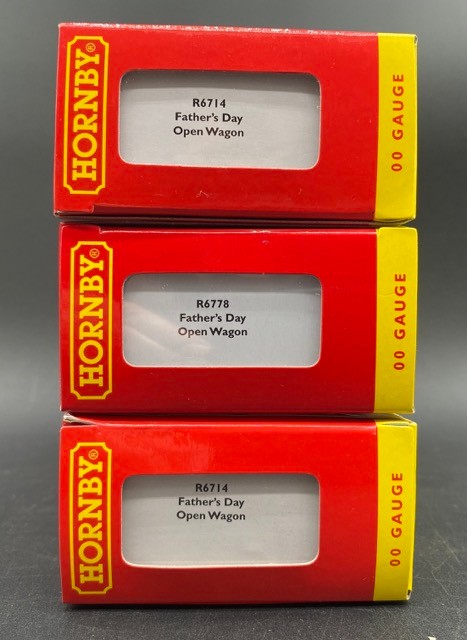 HORNBY®
R6714
Father's Day
Open Wagon
00 GAUGE
HORNBY®
R6778
Father's Day
Open Wagon
00 GAUGE
HORNBY®
R6714
Father's Day
Open Wagon
00 GAUGE